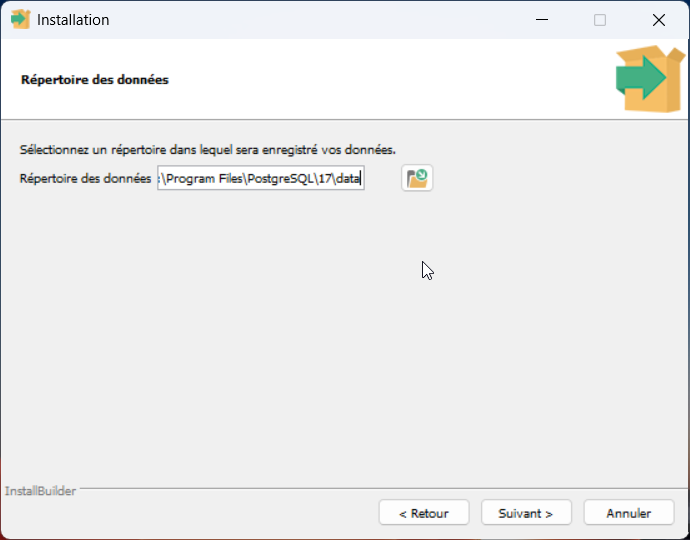 Installation
Répertoire des données
Sélectionnez un répertoire dans lequel sera enregistré vos données.
Répertoire des données :\Program Files\PostgreSQL\17\data
InstallBuilder
< Retour Suivant > Annuler